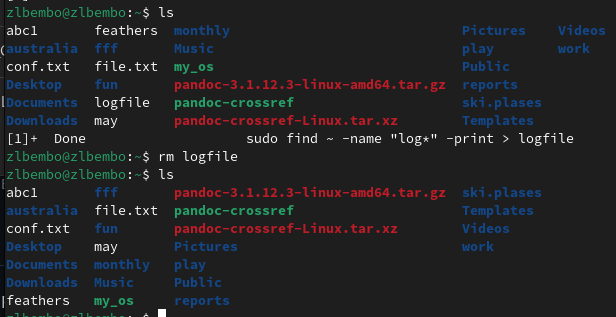 zlbembo@zlbembo:~$ ls
abc1 feathers monthly Pictures Videos
australia fff Music play work
conf.txt file.txt my_os Public
Desktop fun pandoc-3.1.12.3-linux-amd64.tar.gz reports
Documents logfile pandoc-crossref ski.plases
Downloads may pandoc-crossref-Linux.tar.xz Templates
[1]+ Done sudo find ~ -name "log*" -print > logfile
zlbembo@zlbembo:~$ rm logfile
zlbembo@zlbembo:~$ ls
abc1 fff pandoc-3.1.12.3-linux-amd64.tar.gz ski.plases
australia file.txt pandoc-crossref Templates
conf.txt fun pandoc-crossref-Linux.tar.xz Videos
Desktop may Pictures work
Documents monthly play
Downloads Music Public
feathers my_os reports
zlbembo@zlbembo:~$